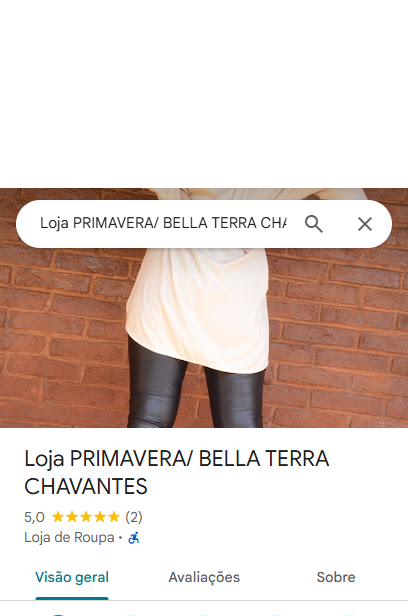 Loja PRIMAVERA/ BELLA TERRA CHA
Loja PRIMAVERA/ BELLA TERRA
CHAVANTES
5,0 ★★★★★ (2)
Loja de Roupa ·
Visão geral Avaliações Sobre